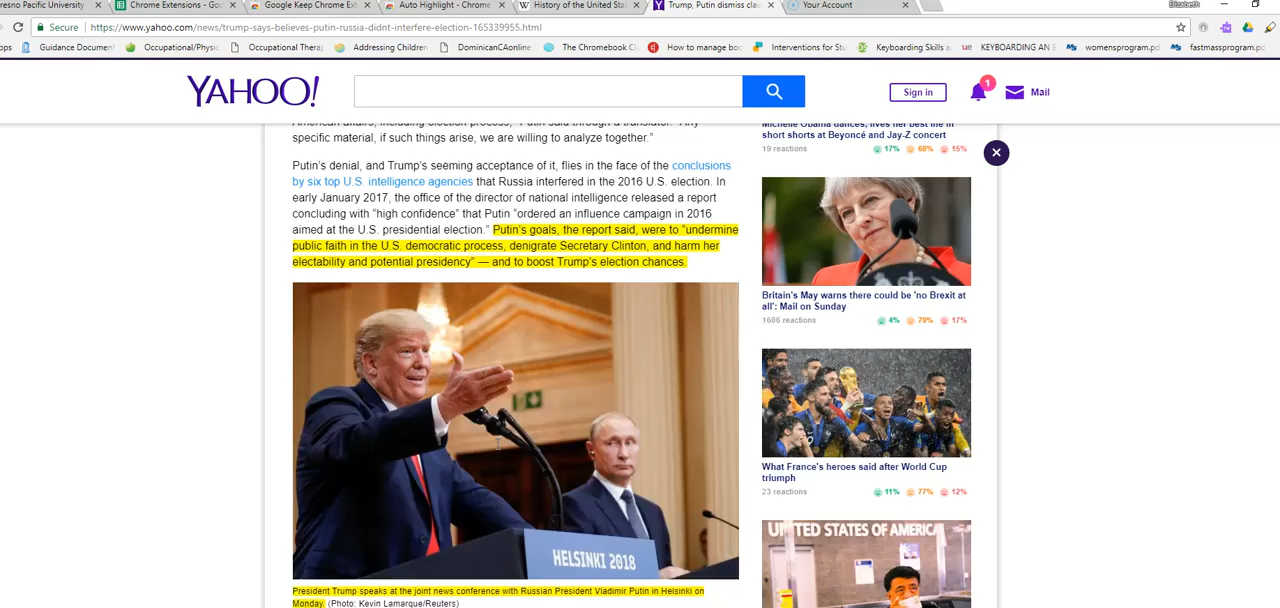 resno Pacific University
Chrome Extensions - Goo
Google Keep Chrome Ext
Auto Highlight - Chrome
History of the United Stat
Trump, Putin dismiss clai
Your Account
Elizabeth
Secure
https://www.yahoo.com/news/trump-says-believes-putin-russia-didnt-interfere-election-165339955.html
pps
Guidance Document
Occupational/Physic
Occupational Therap
Addressing Children
DominicanCAonline
The Chromebook Cl
How to manage boo
Interventions for Stu
Keyboarding Skills a
KEYBOARDING AN E
womensprogram.pd
fastmassprogram.pd
YAHOO!
Sign in
1
Mail
American affairs, including election process," Putin said through a translator. "Any
specific material, if such things arise, we are willing to analyze together."
Putin's denial, and Trump's seeming acceptance of it, flies in the face of the conclusions
by six top U.S. intelligence agencies that Russia interfered in the 2016 U.S. election. In
early January 2017, the office of the director of national intelligence released a report
concluding with "high confidence" that Putin "ordered an influence campaign in 2016
aimed at the U.S. presidential election." Putin's goals, the report said, were to "undermine
public faith in the U.S. democratic process, denigrate Secretary Clinton, and harm her
electability and potential presidency" — and to boost Trump's election chances.
HELSINKI 2018
President Trump speaks at the joint news conference with Russian President Vladimir Putin in Helsinki on
Monday. (Photo: Kevin Lamarque/Reuters)
Michelle Obama dances, lives her best life in
short shorts at Beyoncé and Jay-Z concert
19 reactions
17%
68%
15%
Britain's May warns there could be 'no Brexit at
all': Mail on Sunday
1606 reactions
4%
79%
17%
What France's heroes said after World Cup
triumph
23 reactions
11%
77%
12%
UNITED STATES OF AMERICA